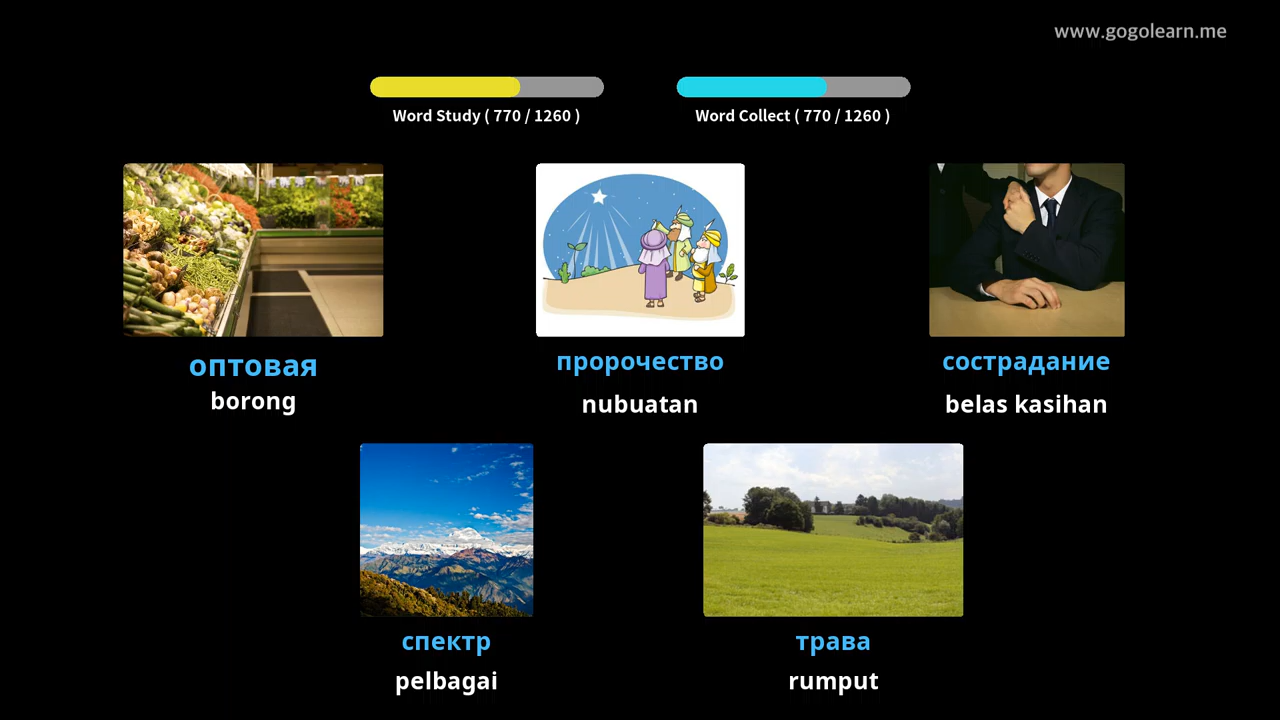 www.gogolearn.me
Word Study ( 770 / 1260 )
Word Collect ( 770 / 1260 )
оптовая
borong
пророчество
nubuatan
сострадание
belas kasihan
спектр
pelbagai
трава
rumput